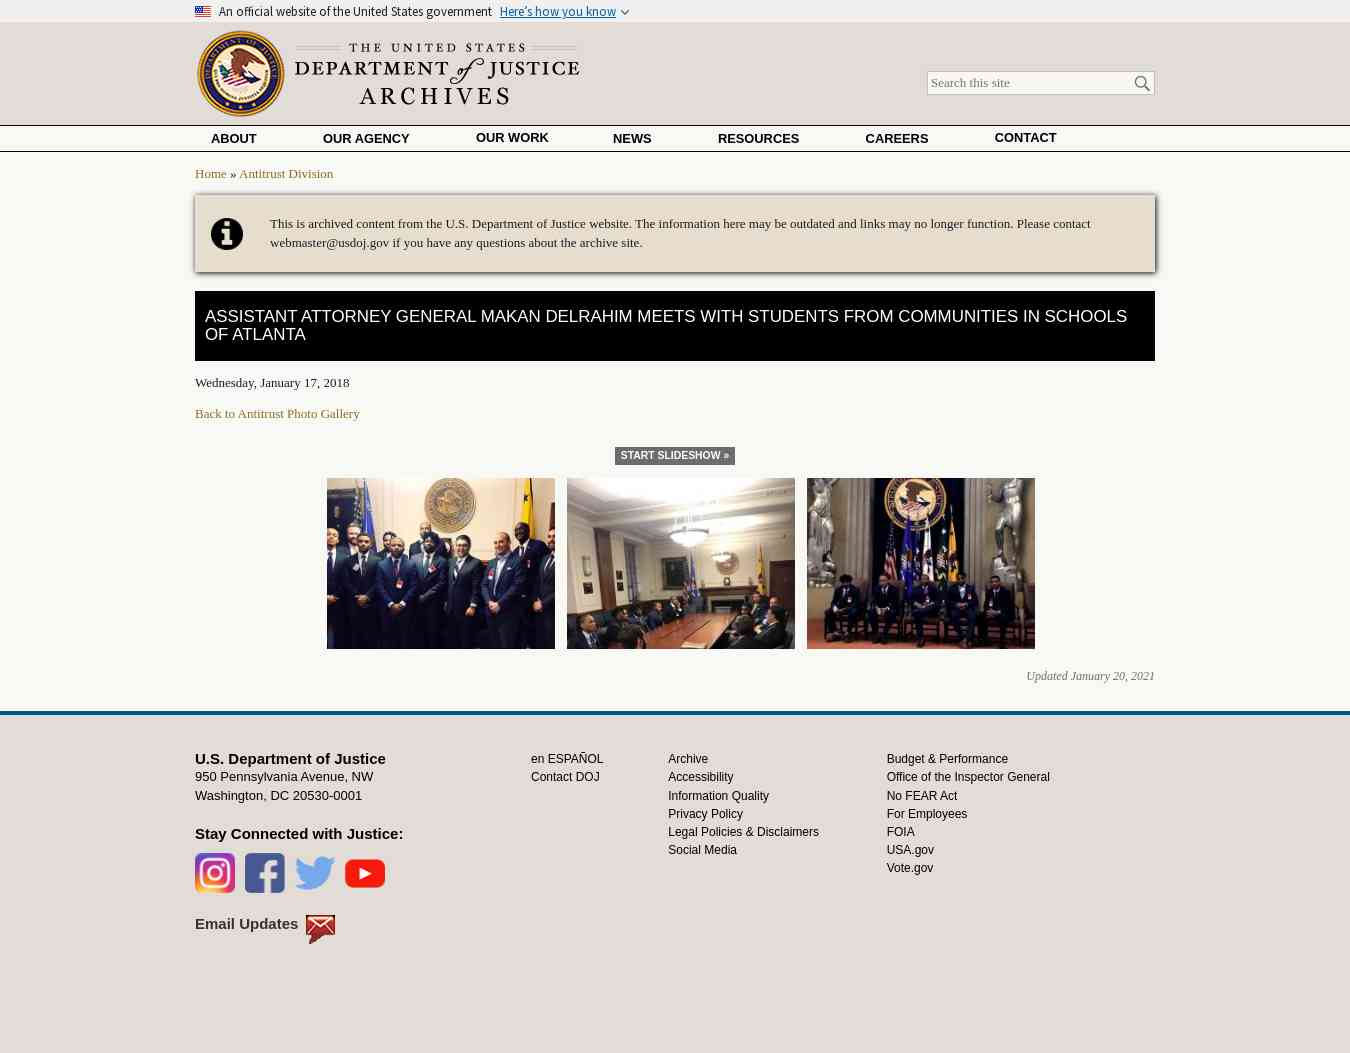 An official website of the United States government Here's how you know
THE UNITED STATES
DEPARTMENT of JUSTICE
ARCHIVES
Search this site
ABOUT OUR AGENCY OUR WORK NEWS RESOURCES CAREERS CONTACT
Home » Antitrust Division
This is archived content from the U.S. Department of Justice website. The information here may be outdated and links may no longer function. Please contact
webmaster@usdoj.gov if you have any questions about the archive site.
ASSISTANT ATTORNEY GENERAL MAKAN DELRAHIM MEETS WITH STUDENTS FROM COMMUNITIES IN SCHOOLS
OF ATLANTA
Wednesday, January 17, 2018
Back to Antitrust Photo Gallery
START SLIDESHOW »
Updated January 20, 2021
U.S. Department of Justice
950 Pennsylvania Avenue, NW
Washington, DC 20530-0001
Stay Connected with Justice:
Email Updates
en ESPAÑOL
Contact DOJ
Archive
Accessibility
Information Quality
Privacy Policy
Legal Policies & Disclaimers
Social Media
Budget & Performance
Office of the Inspector General
No FEAR Act
For Employees
FOIA
USA.gov
Vote.gov